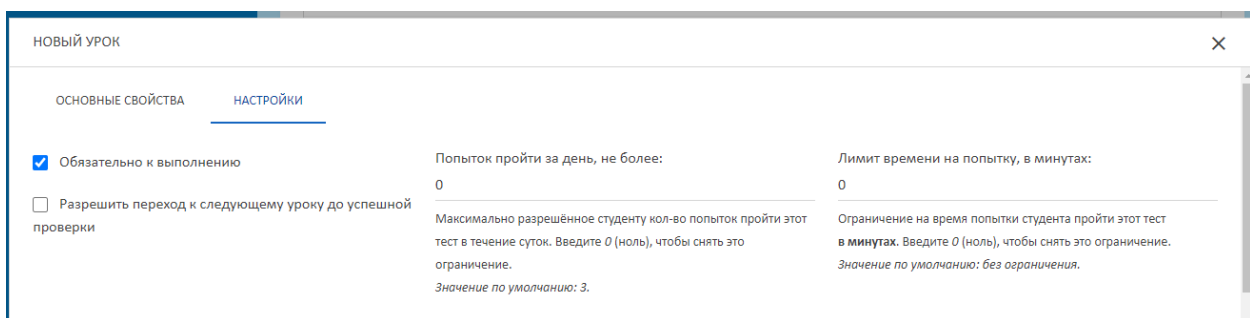 НОВЫЙ УРОК
ОСНОВНЫЕ СВОЙСТВА
НАСТРОЙКИ
Обязательно к выполнению
Разрешить переход к следующему уроку до успешной
проверки
Попыток пройти за день, не более:
0
Максимально разрешённое студенту кол-во попыток пройти этот
тест в течение суток. Введите 0 (ноль), чтобы снять это
ограничение.
Значение по умолчанию: 3.
Лимит времени на попытку, в минутах:
0
Ограничение на время попытки студента пройти этот тест
в минутах. Введите 0 (ноль), чтобы снять это ограничение.
Значение по умолчанию: без ограничения.